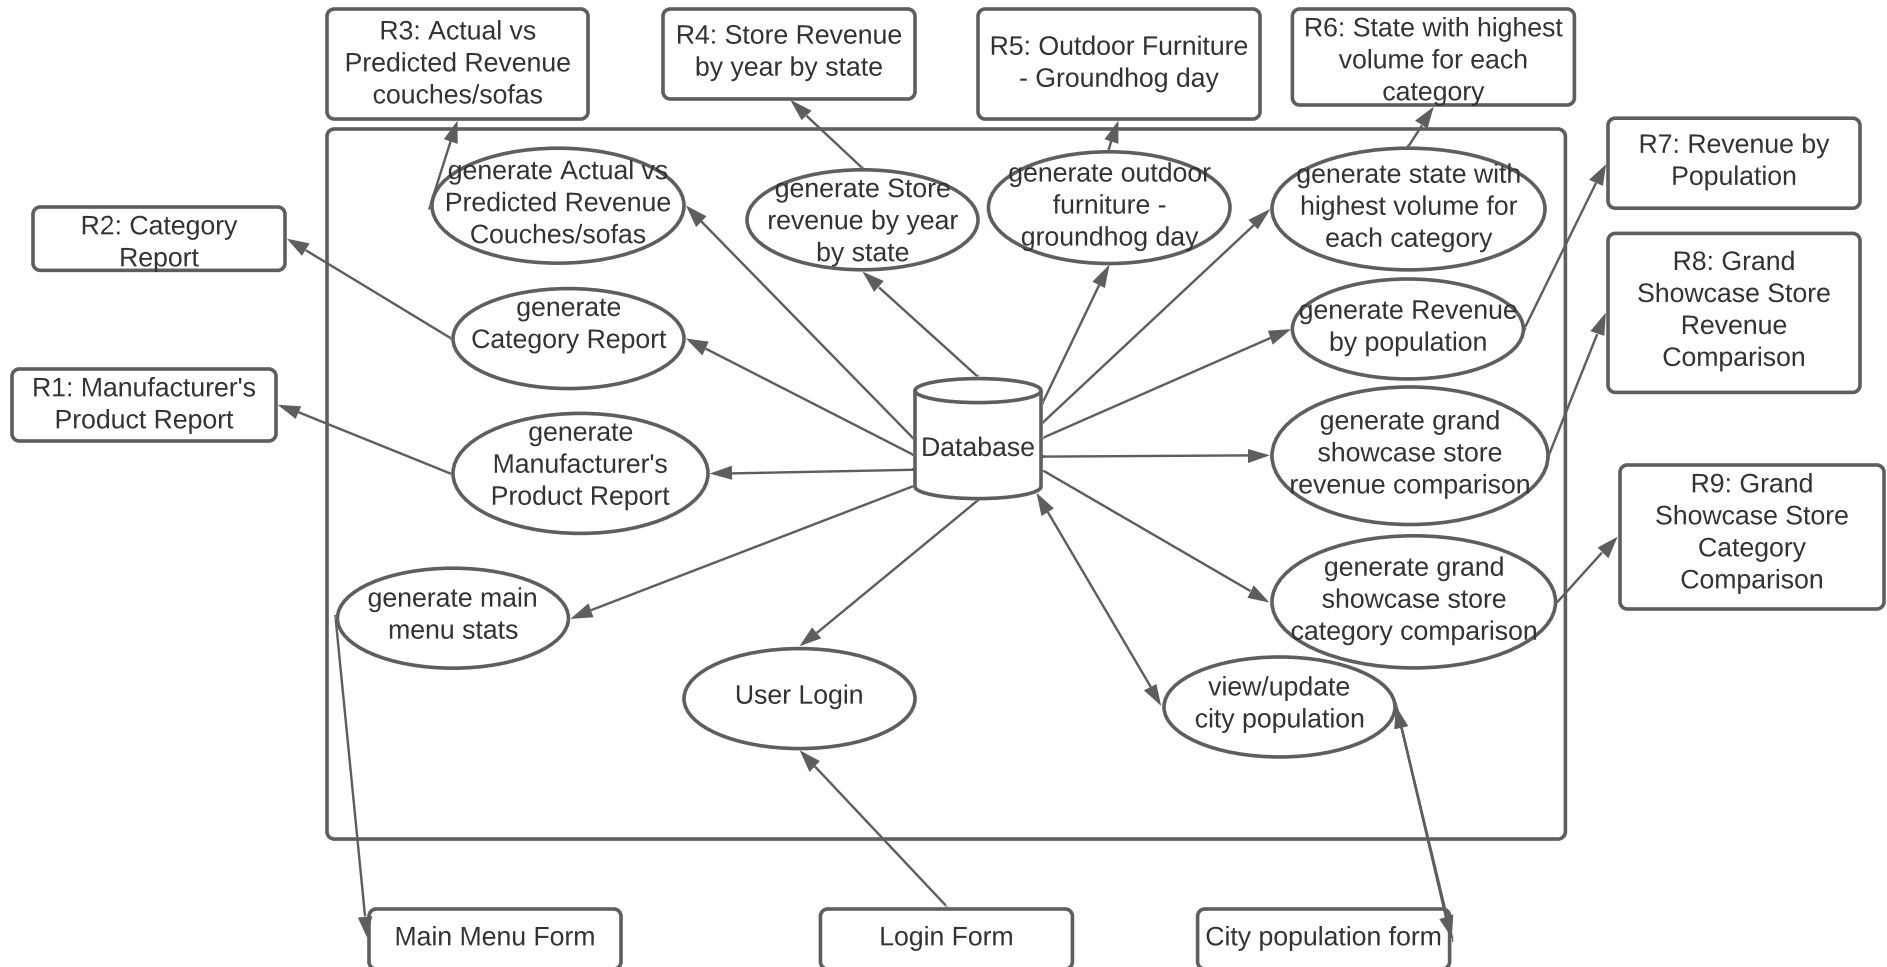 R3: Actual vs
Predicted Revenue
couches/sofas
R4: Store Revenue
by year by state
R5: Outdoor Furniture
- Groundhog day
R6: State with highest
volume for each
category
R7: Revenue by
Population
generate Actual vs
Predicted Revenue
Couches/sofas
generate Store
revenue by year
by state
generate outdoor
furniture -
groundhog day
generate state with
highest volume for
each category
R2: Category
Report
R8: Grand
Showcase Store
Revenue
Comparison
generate
Category Report
generate Revenue
by population
R1: Manufacturer's
Product Report
generate
Manufacturer's
Product Report
Database
generate grand
showcase store
revenue comparison
R9: Grand
Showcase Store
Category
Comparison
generate main
menu stats
generate grand
showcase store
category comparison
User Login
view/update
city population
Main Menu Form
Login Form
City population form